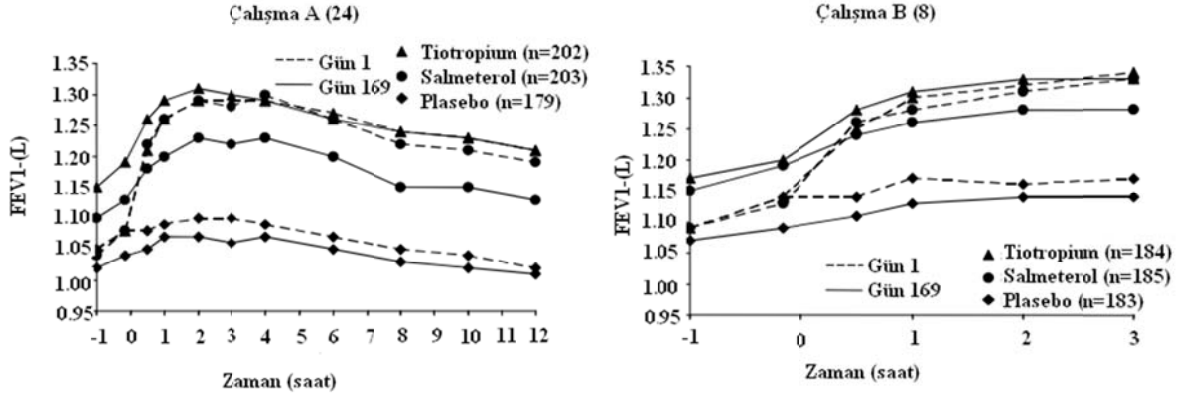 Çalışma A (24)
Gün 1
Gün 169
Tiotropium (n=202)
Salmeterol (n=203)
Plasebo (n=179)
FEV1-(L)
1.35
1.30
1.25
1.20
1.15
1.10
1.05
1.00
0.95
-1 0 1 2 3 4 5 6 7 8 9 10 11 12
Zaman (saat)
Çalışma B (8)
FEV1-(L)
1.35
1.30
1.25
1.20
1.15
1.10
1.05
1.00
0.95
Gün 1
Gün 169
Tiotropium (n=184)
Salmeterol (n=185)
Plasebo (n=183)
-1 0 1 2 3
Zaman (saat)